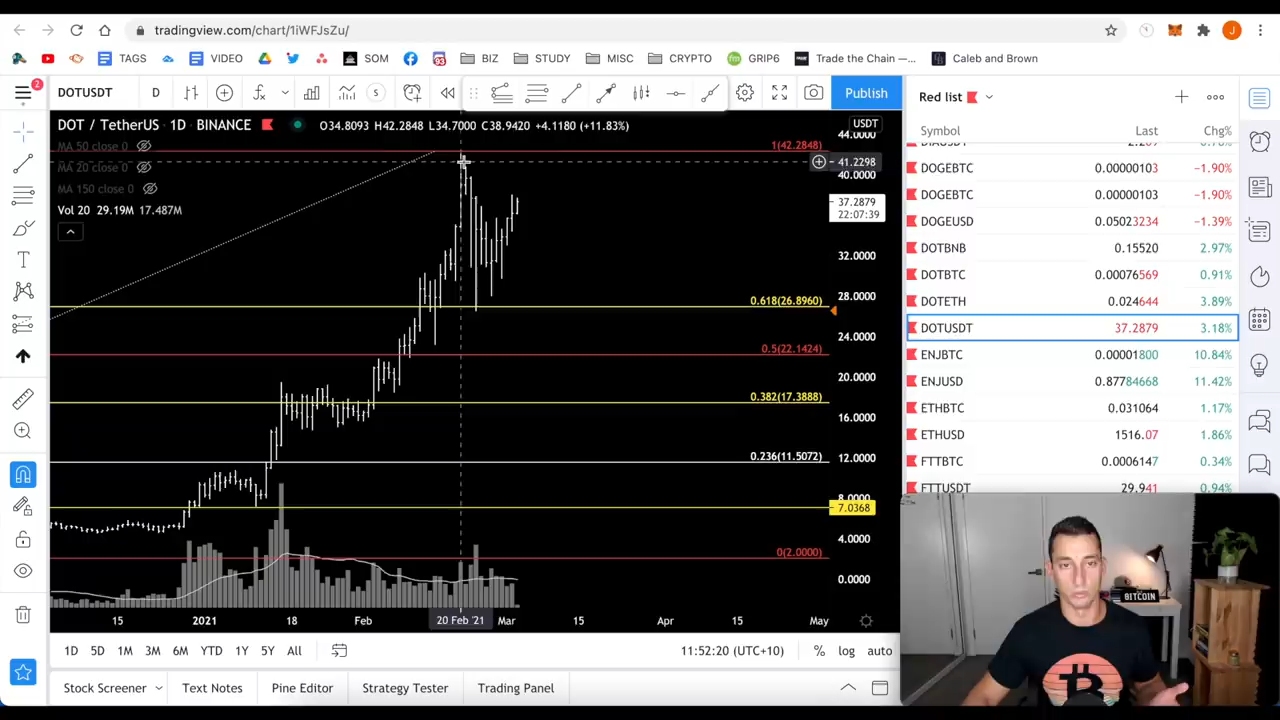 tradingview.com/chart/1iWFJsZu/
J
TAGS VIDEO 93 SOM BIZ STUDY MISC CRYPTO GRIP6 Trade the Chain —... Caleb and Brown
2 DOTUSDT D S Publish Red list
DOT / TetherUS · 1D · BINANCE O34.8093 H42.2848 L34.7000 C38.9420 +4.1180 (+11.83%) USDT
MA 50 close 0
MA 20 close 0
MA 150 close 0
Vol 20 29.19M 17.487M
44.0000
1(42.2848)
41.2298
40.0000
37.2879
22:07:39
32.0000
0.618(26.8960)
28.0000
24.0000
0.5(22.1424)
20.0000
0.382(17.3888)
16.0000
0.236(11.5072)
12.0000
8.0000
7.0368
4.0000
0(2.0000)
0.0000
15 2021 18 Feb 20 Feb '21 Mar 15 Apr 15 May
1D 5D 1M 3M 6M YTD 1Y 5Y All 11:52:20 (UTC+10) % log auto
Stock Screener Text Notes Pine Editor Strategy Tester Trading Panel
Symbol Last Chg%
DOGEBTC 0.00000103 −1.90%
DOGEBTC 0.00000103 −1.90%
DOGEUSD 0.05023234 −1.39%
DOTBNB 0.15520 2.97%
DOTBTC 0.00076569 0.91%
DOTETH 0.024644 3.89%
DOTUSDT 37.2879 3.18%
ENJBTC 0.00001800 10.84%
ENJUSD 0.87784668 11.42%
ETHBTC 0.031064 1.17%
ETHUSD 1516.07 1.86%
FTTBTC 0.0006147 0.34%
FTTUSDT 29.941 0.94%
BITCOIN